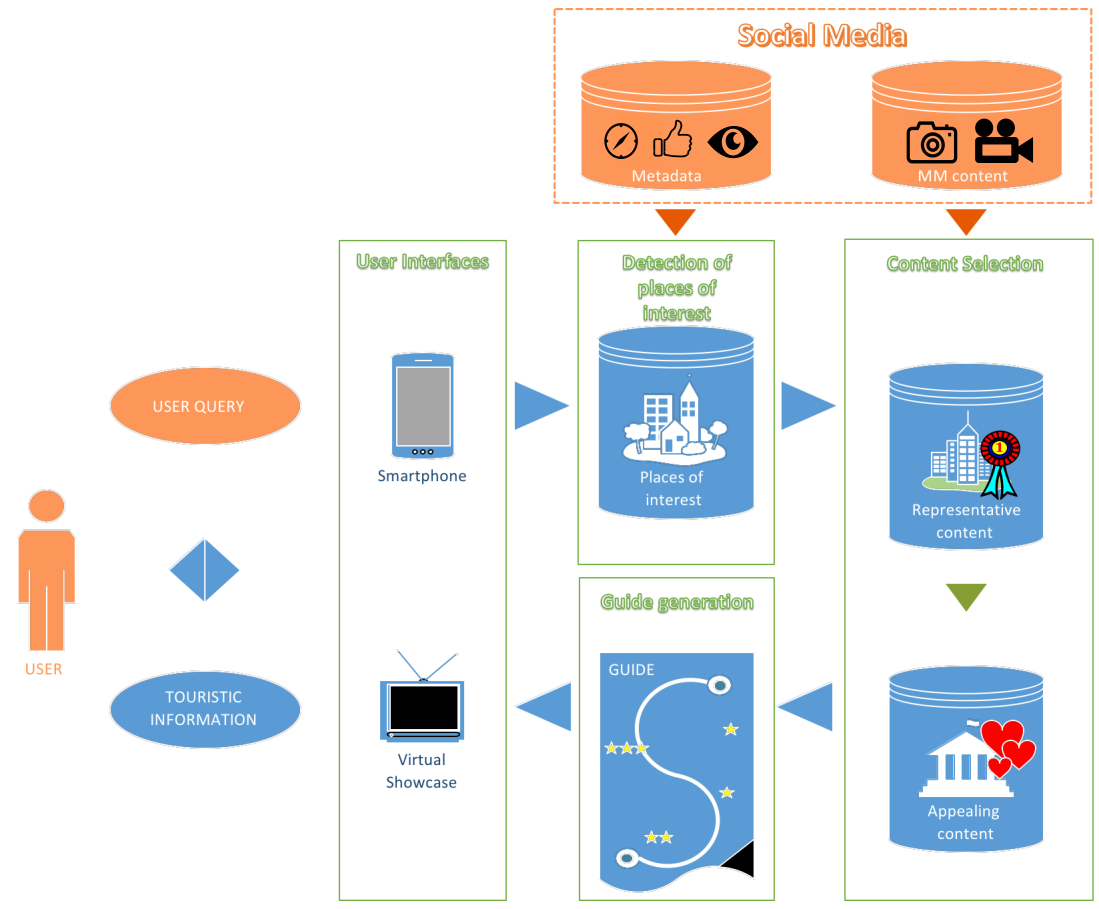 Social Media
Metadata
MM content
User Interfaces
Detection of
places of
interest
Content Selection
USER QUERY
Smartphone
Places of
interest
1
Representative
content
Guide generation
USER
GUIDE
TOURISTIC
INFORMATION
Virtual
Showcase
Appealing
content